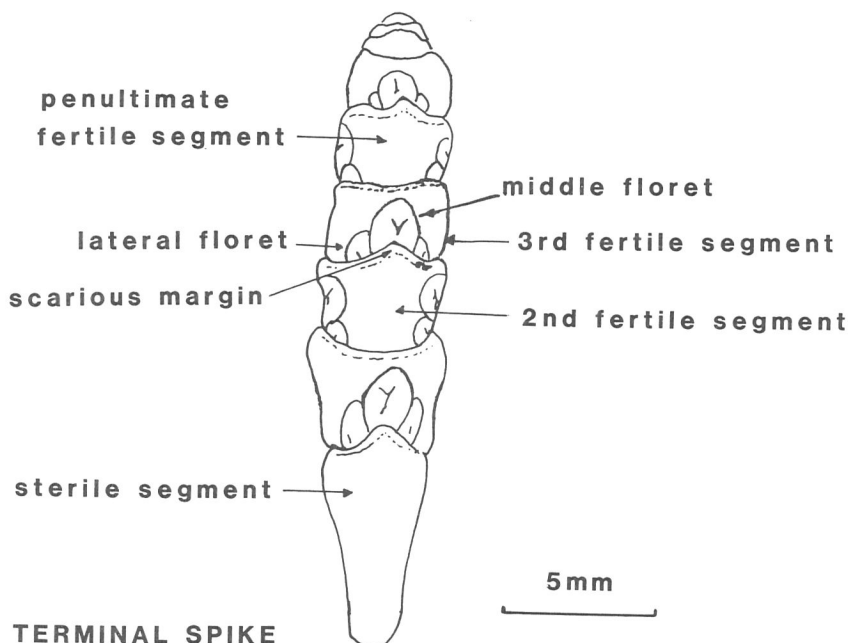 penultimate
fertile segment
middle floret
lateral floret
3rd fertile segment
scarious margin
2nd fertile segment
sterile segment
5mm
TERMINAL SPIKE